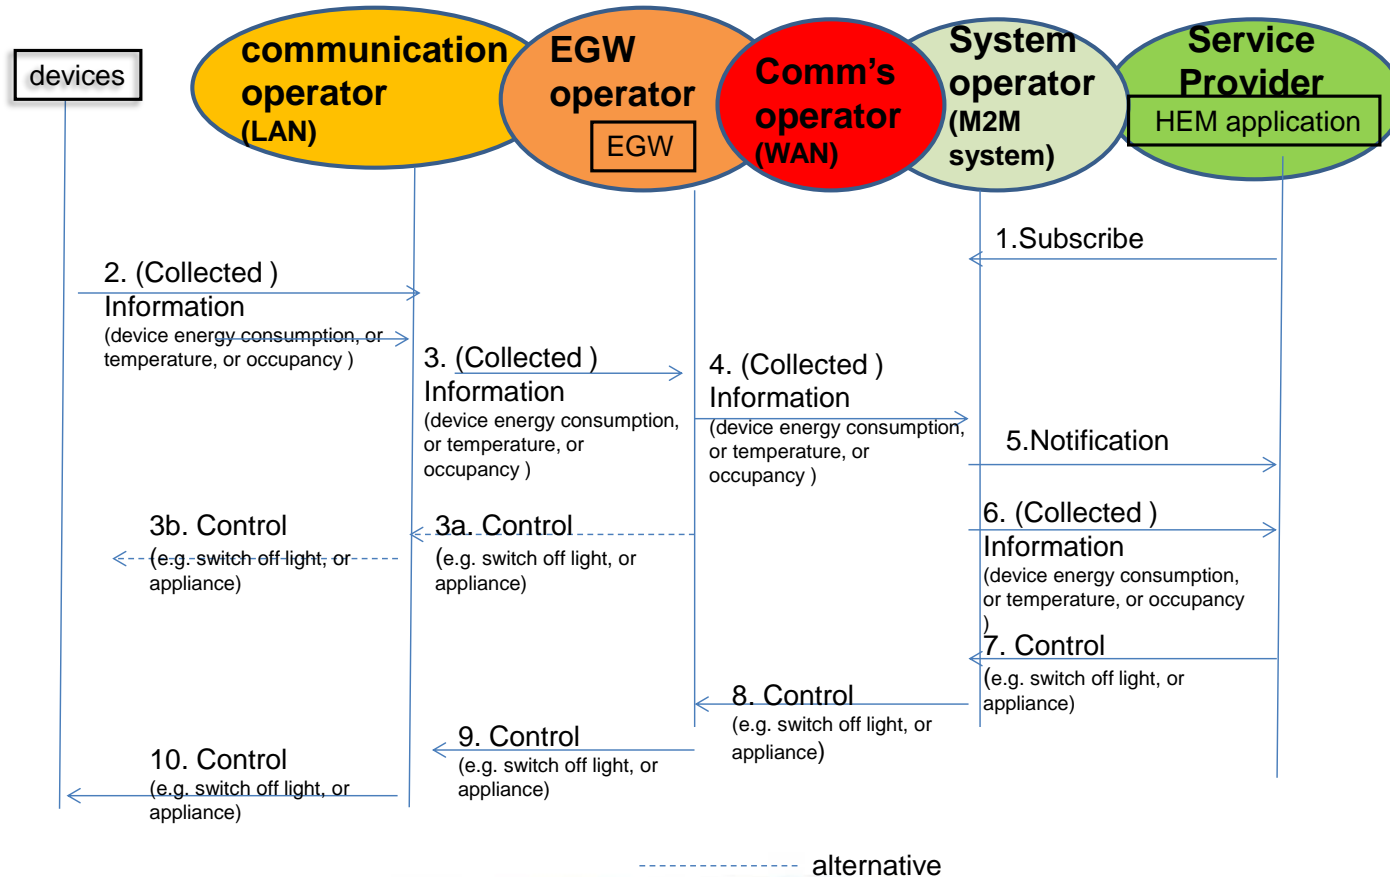 devices
communication
operator
(LAN)
EGW
operator
EGW
Comm's
operator
(WAN)
System
operator
(M2M
system)
Service
Provider
HEM application
1.Subscribe
2. (Collected )
Information
(device energy consumption, or
temperature, or occupancy )
3. (Collected )
Information
(device energy consumption,
or temperature, or
occupancy )
4. (Collected )
Information
(device energy consumption,
or temperature, or
occupancy )
5.Notification
3b. Control
(e.g. switch off light, or
appliance)
3a. Control
(e.g. switch off light, or
appliance)
6. (Collected )
Information
(device energy consumption,
or temperature, or occupancy
)
7. Control
(e.g. switch off light, or
appliance)
8. Control
(e.g. switch off light, or
appliance)
9. Control
(e.g. switch off light, or
appliance)
10. Control
(e.g. switch off light, or
appliance)
alternative